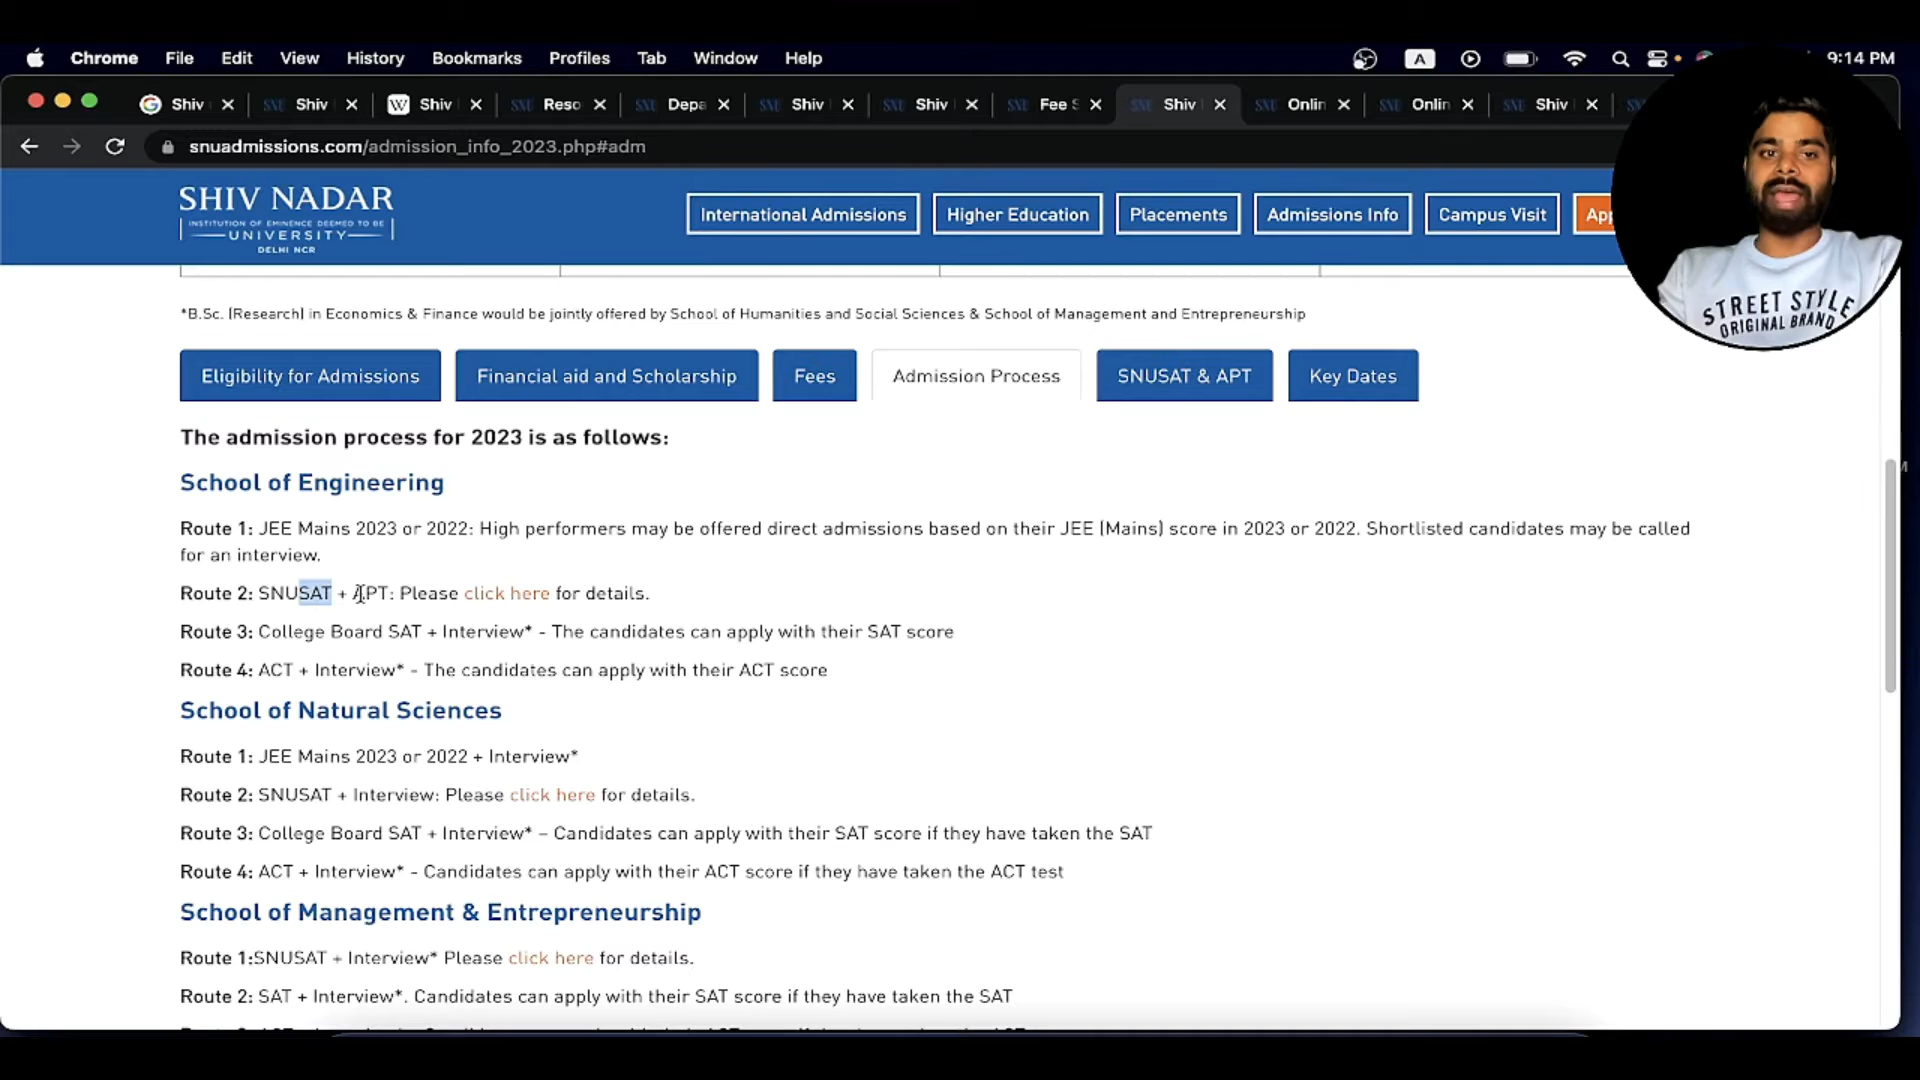 Chrome File Edit View History Bookmarks Profiles Tab Window Help A 9:14 PM
Shiv Shiv W Shiv Reso Depa Shiv Shiv Fee S Shiv Onlin Onlin Shiv
snuadmissions.com/admission_info_2023.php#adm
SHIV NADAR
INSTITUTION OF EMINENCE DEEMED TO BE
UNIVERSITY
DELHI NCR
International Admissions Higher Education Placements Admissions Info Campus Visit App
STREET STYLE
ORIGINAL BRAND
*B.Sc. (Research) in Economics & Finance would be jointly offered by School of Humanities and Social Sciences & School of Management and Entrepreneurship
Eligibility for Admissions Financial aid and Scholarship Fees Admission Process SNUSAT & APT Key Dates
The admission process for 2023 is as follows:
School of Engineering
Route 1: JEE Mains 2023 or 2022: High performers may be offered direct admissions based on their JEE (Mains) score in 2023 or 2022. Shortlisted candidates may be called
for an interview.
Route 2: SNUSAT + APT: Please click here for details.
Route 3: College Board SAT + Interview* - The candidates can apply with their SAT score
Route 4: ACT + Interview* - The candidates can apply with their ACT score
School of Natural Sciences
Route 1: JEE Mains 2023 or 2022 + Interview*
Route 2: SNUSAT + Interview: Please click here for details.
Route 3: College Board SAT + Interview* – Candidates can apply with their SAT score if they have taken the SAT
Route 4: ACT + Interview* - Candidates can apply with their ACT score if they have taken the ACT test
School of Management & Entrepreneurship
Route 1:SNUSAT + Interview* Please click here for details.
Route 2: SAT + Interview*. Candidates can apply with their SAT score if they have taken the SAT